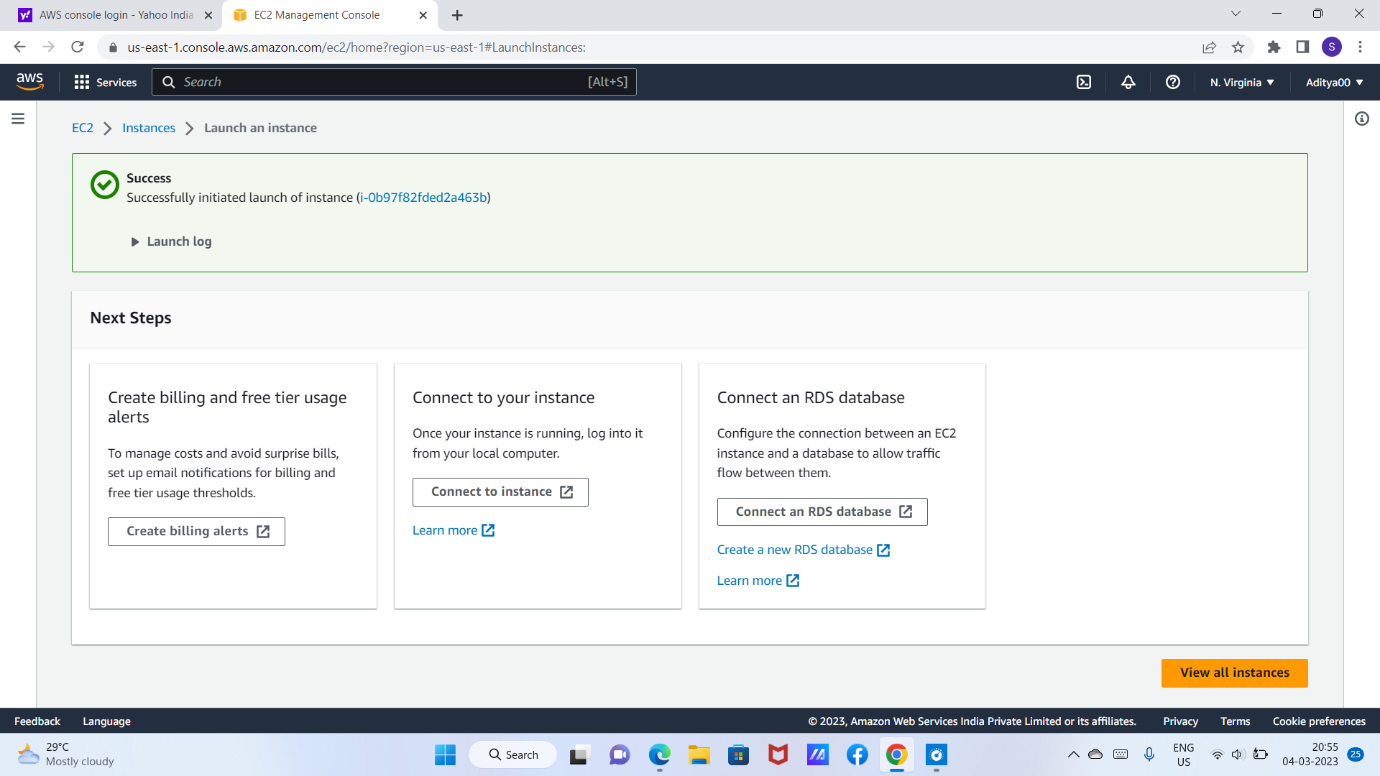 AWS console login - Yahoo India
EC2 Management Console
us-east-1.console.aws.amazon.com/ec2/home?region=us-east-1#LaunchInstances:
S
aws
Services
Search
[Alt+S]
N. Virginia
Aditya00
EC2
Instances
Launch an instance
Success
Successfully initiated launch of instance (i-0b97f82fded2a463b)
Launch log
Next Steps
Create billing and free tier usage
alerts
To manage costs and avoid surprise bills,
set up email notifications for billing and
free tier usage thresholds.
Create billing alerts
Connect to your instance
Once your instance is running, log into it
from your local computer.
Connect to instance
Learn more
Connect an RDS database
Configure the connection between an EC2
instance and a database to allow traffic
flow between them.
Connect an RDS database
Create a new RDS database
Learn more
View all instances
Feedback
Language
© 2023, Amazon Web Services India Private Limited or its affiliates.
Privacy
Terms
Cookie preferences
29°C
Mostly cloudy
Search
ENG
US
20:55
04-03-2023
25